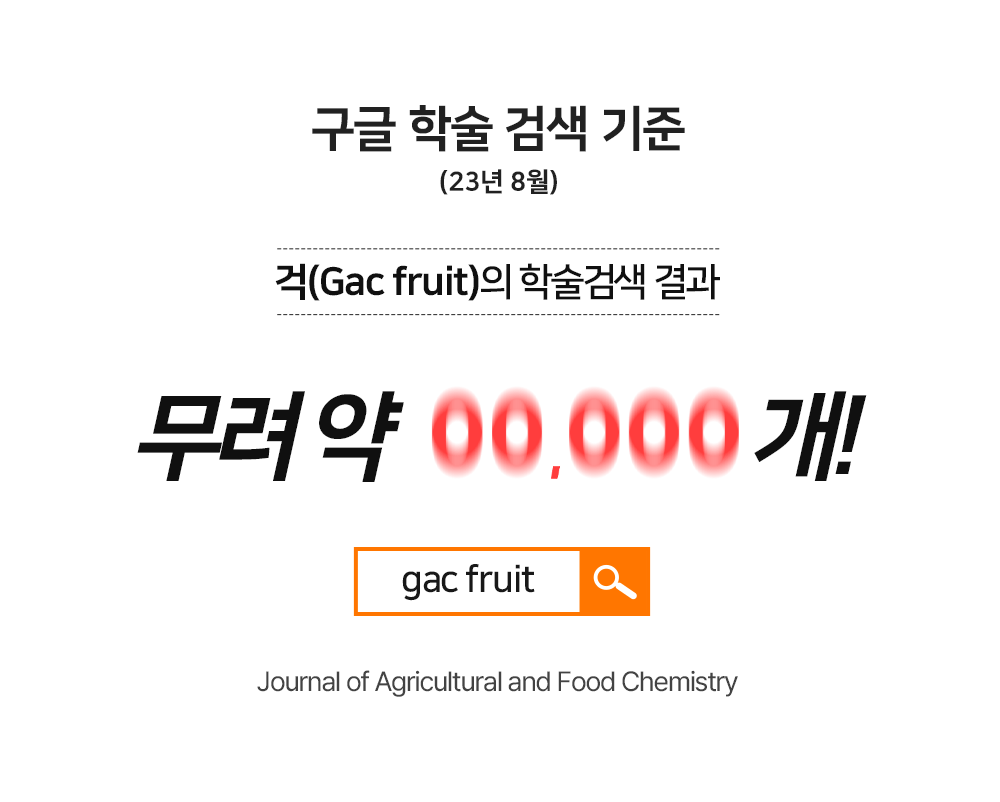 구글 학술 검색 기준
(23년 8월)
걱(Gac fruit)의 학술검색 결과
무려 약 00,000 개!
gac fruit
Journal of Agricultural and Food Chemistry